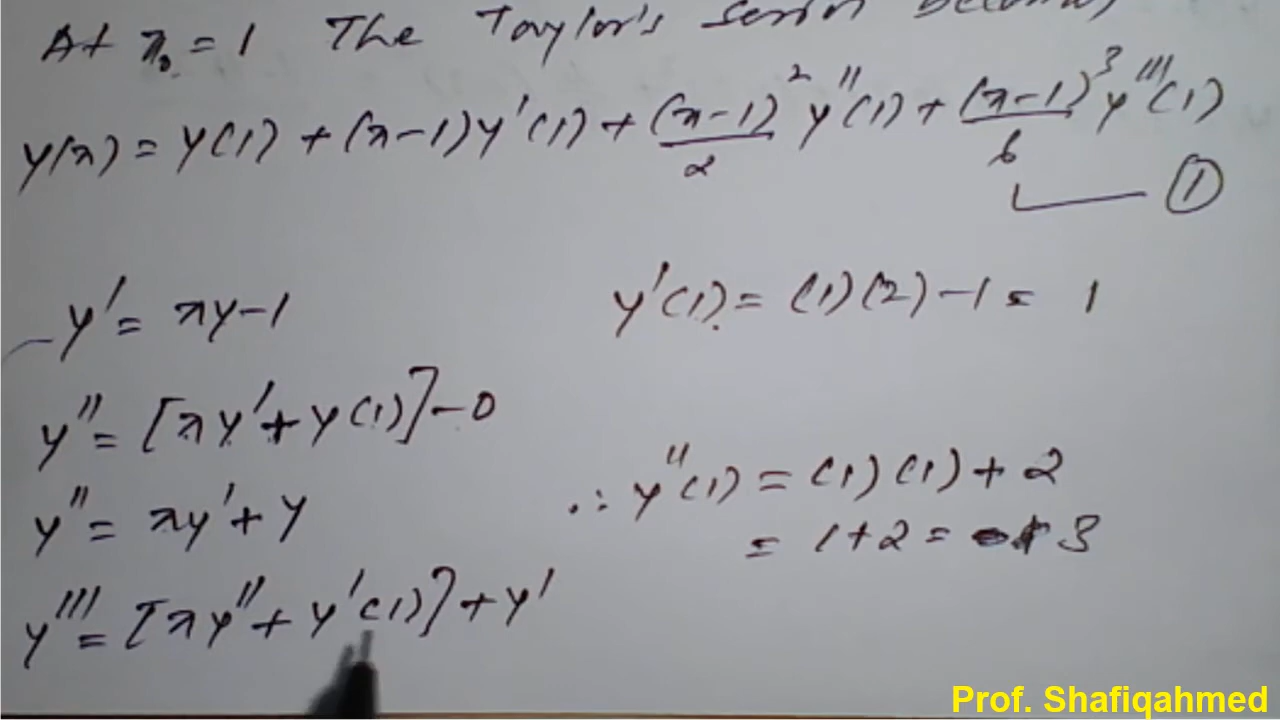 At x₀ = 1 The Taylor's
y(x) = y(1) + (x-1)y'(1) + (x-1)²/2 y''(1) + (x-1)³/6 y'''(1)
①
y' = xy-1
y'(1) = (1)(2)-1 = 1
y'' = [xy' + y(1)]-0
y'' = xy' + y
∴ y''(1) = (1)(1)+2
= 1+2 = 3
y''' = [xy'' + y'(1)] + y'
Prof. Shafiqahmed